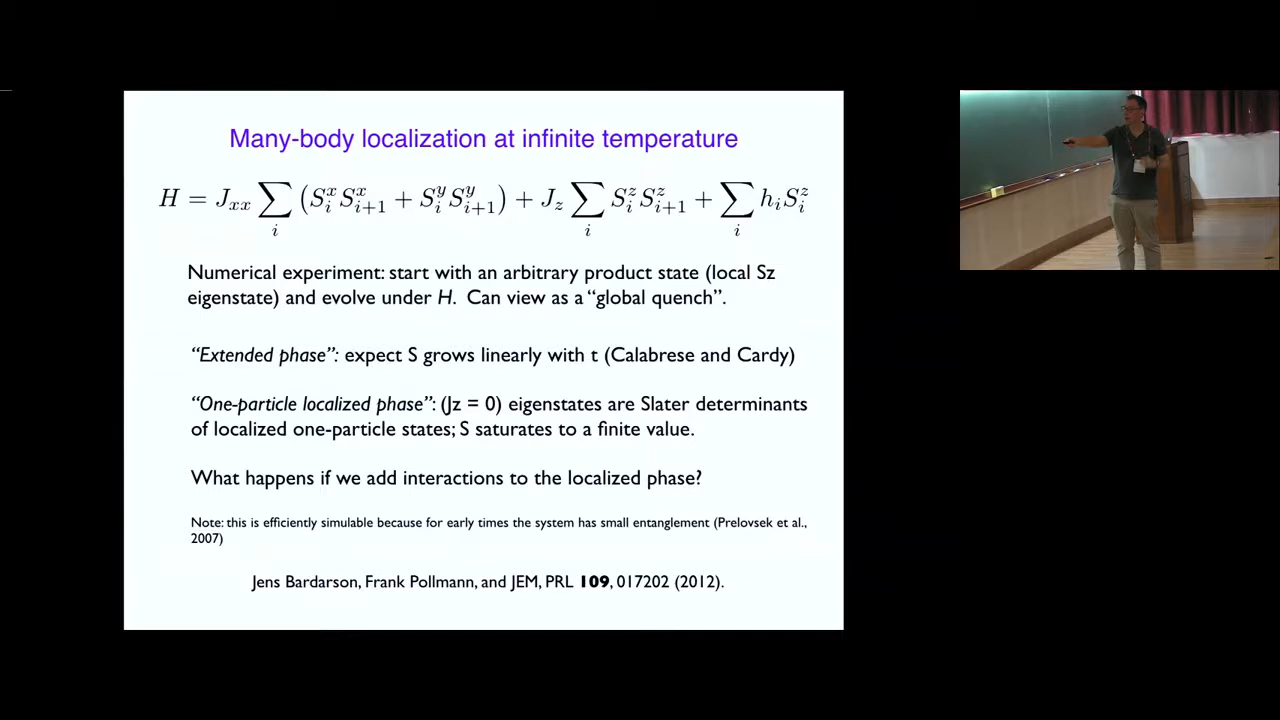 Many-body localization at infinite temperature
H = J_{xx} \sum_i (S_i^x S_{i+1}^x + S_i^y S_{i+1}^y) + J_z \sum_i S_i^z S_{i+1}^z + \sum_i h_i S_i^z
Numerical experiment: start with an arbitrary product state (local Sz
eigenstate) and evolve under H. Can view as a “global quench”.
“Extended phase”: expect S grows linearly with t (Calabrese and Cardy)
“One-particle localized phase”: (Jz = 0) eigenstates are Slater determinants
of localized one-particle states; S saturates to a finite value.
What happens if we add interactions to the localized phase?
Note: this is efficiently simulable because for early times the system has small entanglement (Prelovsek et al.,
2007)
Jens Bardarson, Frank Pollmann, and JEM, PRL 109, 017202 (2012).